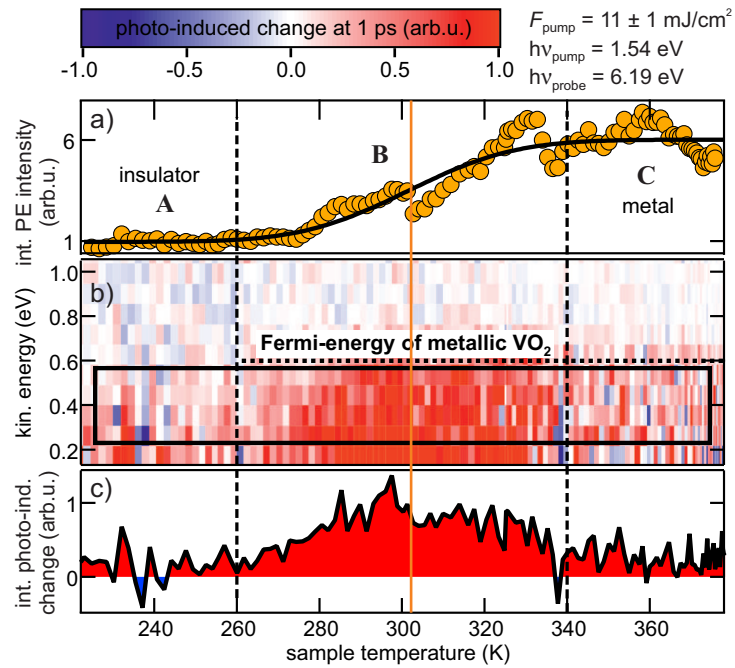 photo-induced change at 1 ps (arb.u.)
-1.0 -0.5 0.0 0.5 1.0
F_pump = 11 ± 1 mJ/cm²
hν_pump = 1.54 eV
hν_probe = 6.19 eV
a)
int. PE intensity
(arb.u.)
6
1
insulator
A
B
C
metal
b)
kin. energy (eV)
1.0
0.8
0.6
0.4
0.2
Fermi-energy of metallic VO₂
c)
int. photo-ind.
change (arb.u.)
1
0
240 260 280 300 320 340 360
sample temperature (K)